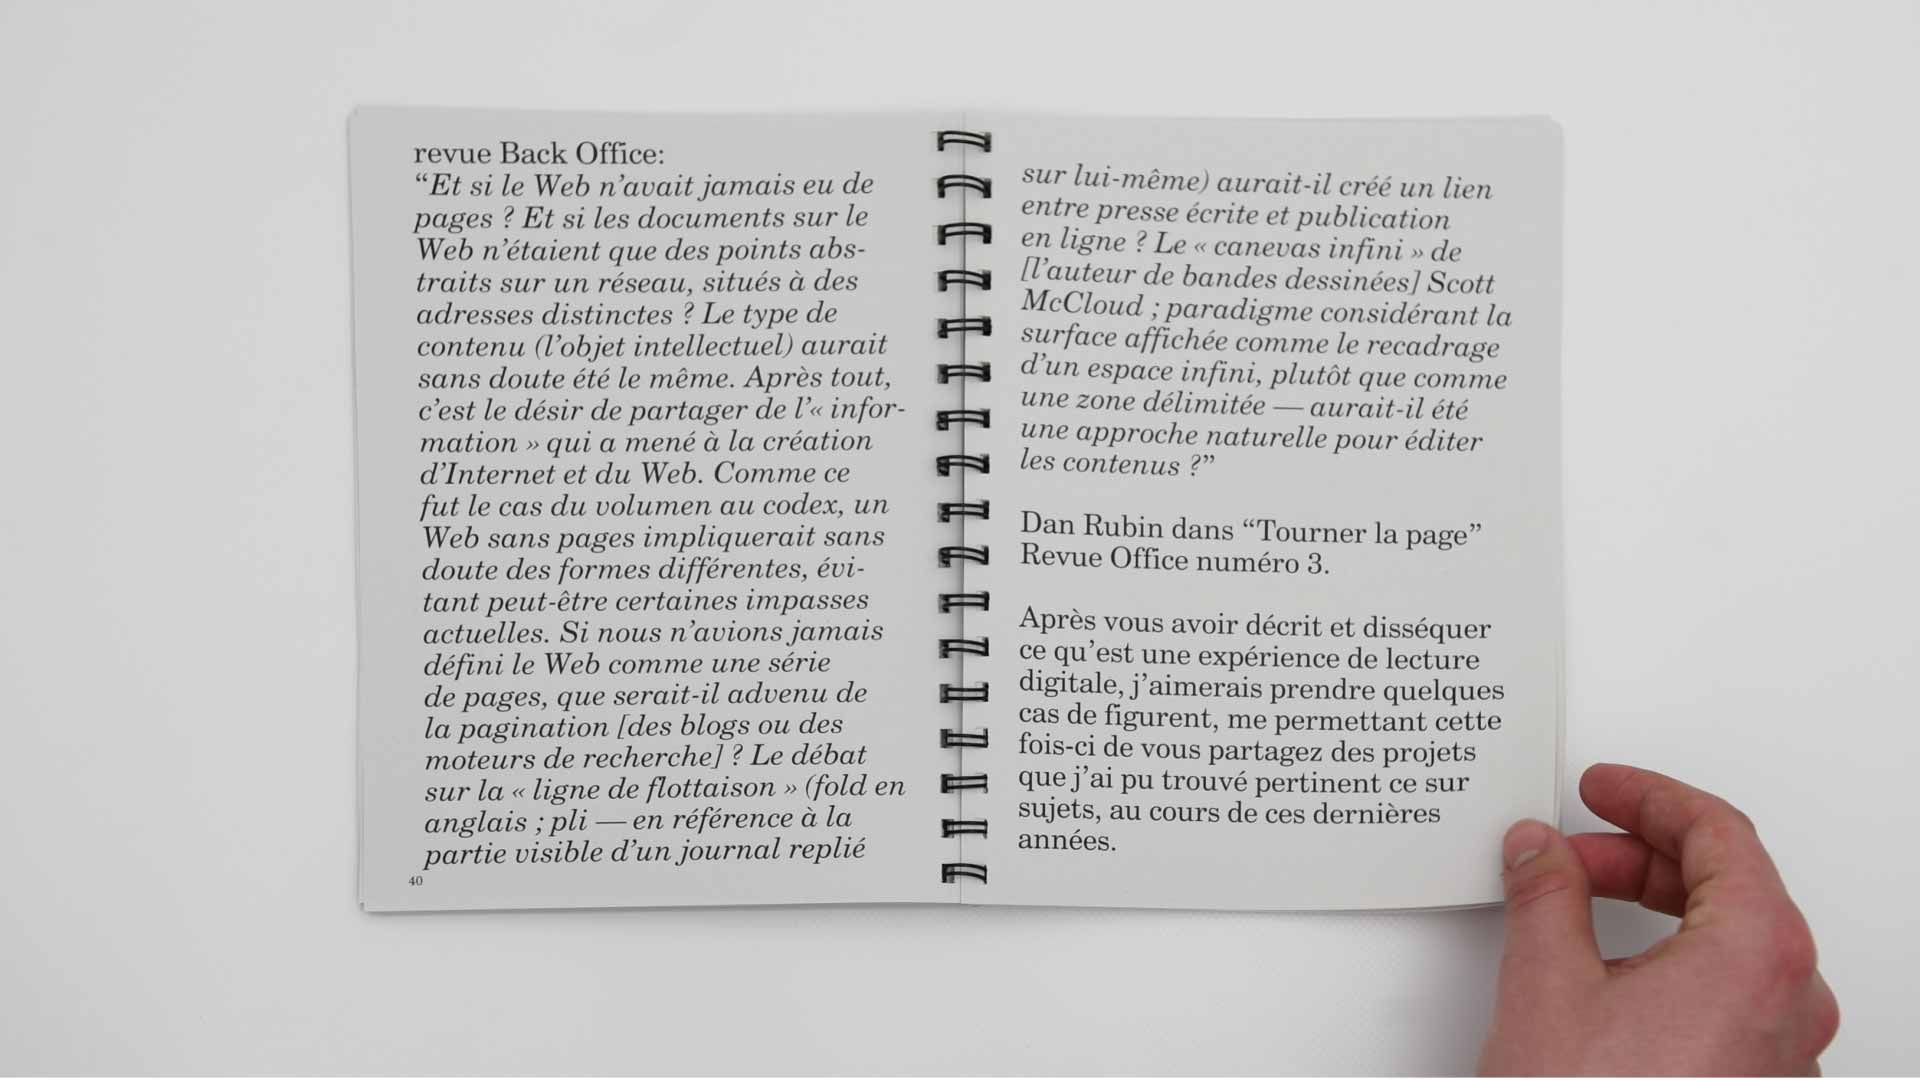 revue Back Office:
“Et si le Web n’avait jamais eu de
pages ? Et si les documents sur le
Web n’étaient que des points abs-
traits sur un réseau, situés à des
adresses distinctes ? Le type de
contenu (l’objet intellectuel) aurait
sans doute été le même. Après tout,
c’est le désir de partager de l’« infor-
mation » qui a mené à la création
d’Internet et du Web. Comme ce
fut le cas du volumen au codex, un
Web sans pages impliquerait sans
doute des formes différentes, évi-
tant peut-être certaines impasses
actuelles. Si nous n’avions jamais
défini le Web comme une série
de pages, que serait-il advenu de
la pagination [des blogs ou des
moteurs de recherche] ? Le débat
sur la « ligne de flottaison » (fold en
anglais ; pli — en référence à la
partie visible d’un journal replié
40
sur lui-même) aurait-il créé un lien
entre presse écrite et publication
en ligne ? Le « canevas infini » de
[l’auteur de bandes dessinées] Scott
McCloud ; paradigme considérant la
surface affichée comme le recadrage
d’un espace infini, plutôt que comme
une zone délimitée — aurait-il été
une approche naturelle pour éditer
les contenus ?”
Dan Rubin dans “Tourner la page”
Revue Office numéro 3.
Après vous avoir décrit et disséquer
ce qu’est une expérience de lecture
digitale, j’aimerais prendre quelques
cas de figurent, me permettant cette
fois-ci de vous partagez des projets
que j’ai pu trouvé pertinent ce sur
sujets, au cours de ces dernières
années.